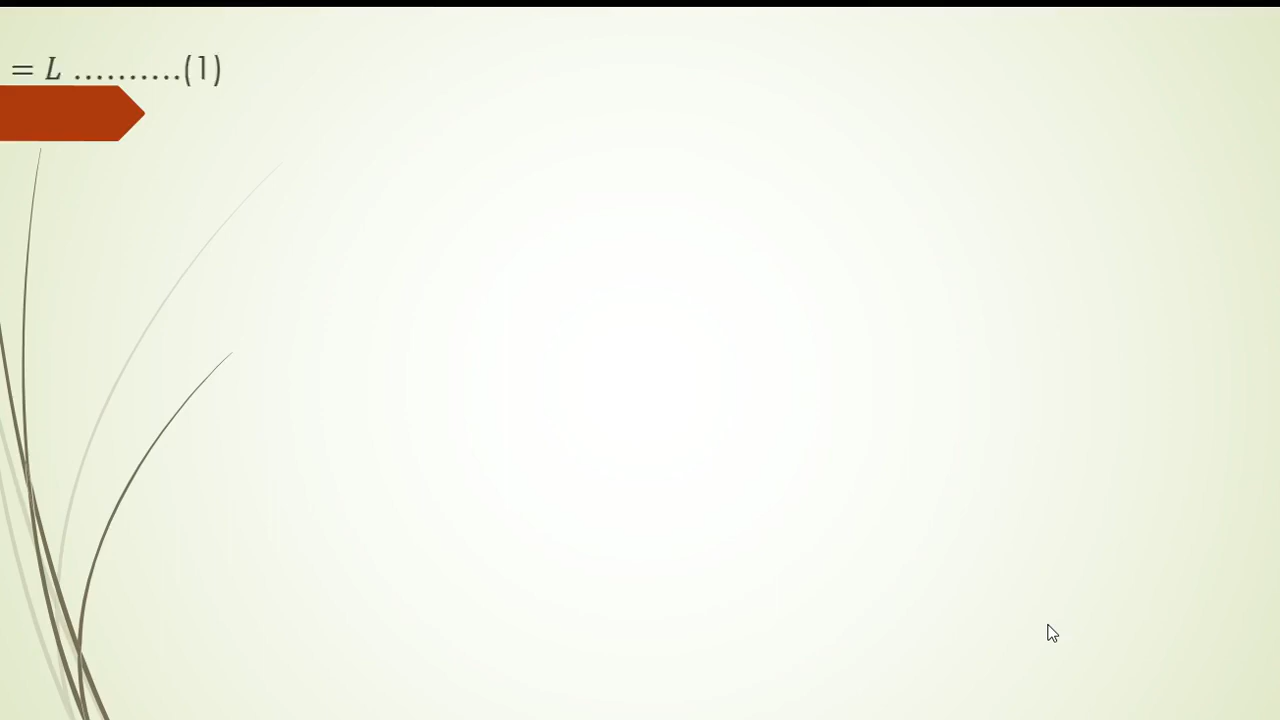 = L ..........(1)